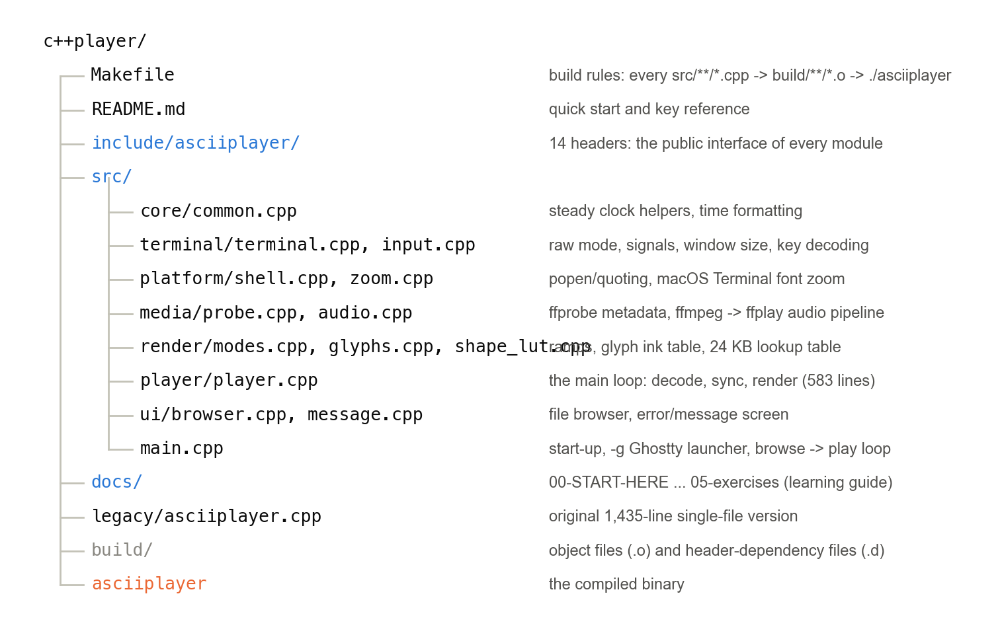 c++player/
Makefile build rules: every src/**/*.cpp -> build/**/*.o -> ./asciiplayer
README.md quick start and key reference
include/asciiplayer/ 14 headers: the public interface of every module
src/
core/common.cpp steady clock helpers, time formatting
terminal/terminal.cpp, input.cpp raw mode, signals, window size, key decoding
platform/shell.cpp, zoom.cpp popen/quoting, macOS Terminal font zoom
media/probe.cpp, audio.cpp ffprobe metadata, ffmpeg -> ffplay audio pipeline
render/modes.cpp, glyphs.cpp, shape_lut.cpp ramps, glyph ink table, 24 KB lookup table
player/player.cpp the main loop: decode, sync, render (583 lines)
ui/browser.cpp, message.cpp file browser, error/message screen
main.cpp start-up, -g Ghostty launcher, browse -> play loop
docs/ 00-START-HERE ... 05-exercises (learning guide)
legacy/asciiplayer.cpp original 1,435-line single-file version
build/ object files (.o) and header-dependency files (.d)
asciiplayer the compiled binary